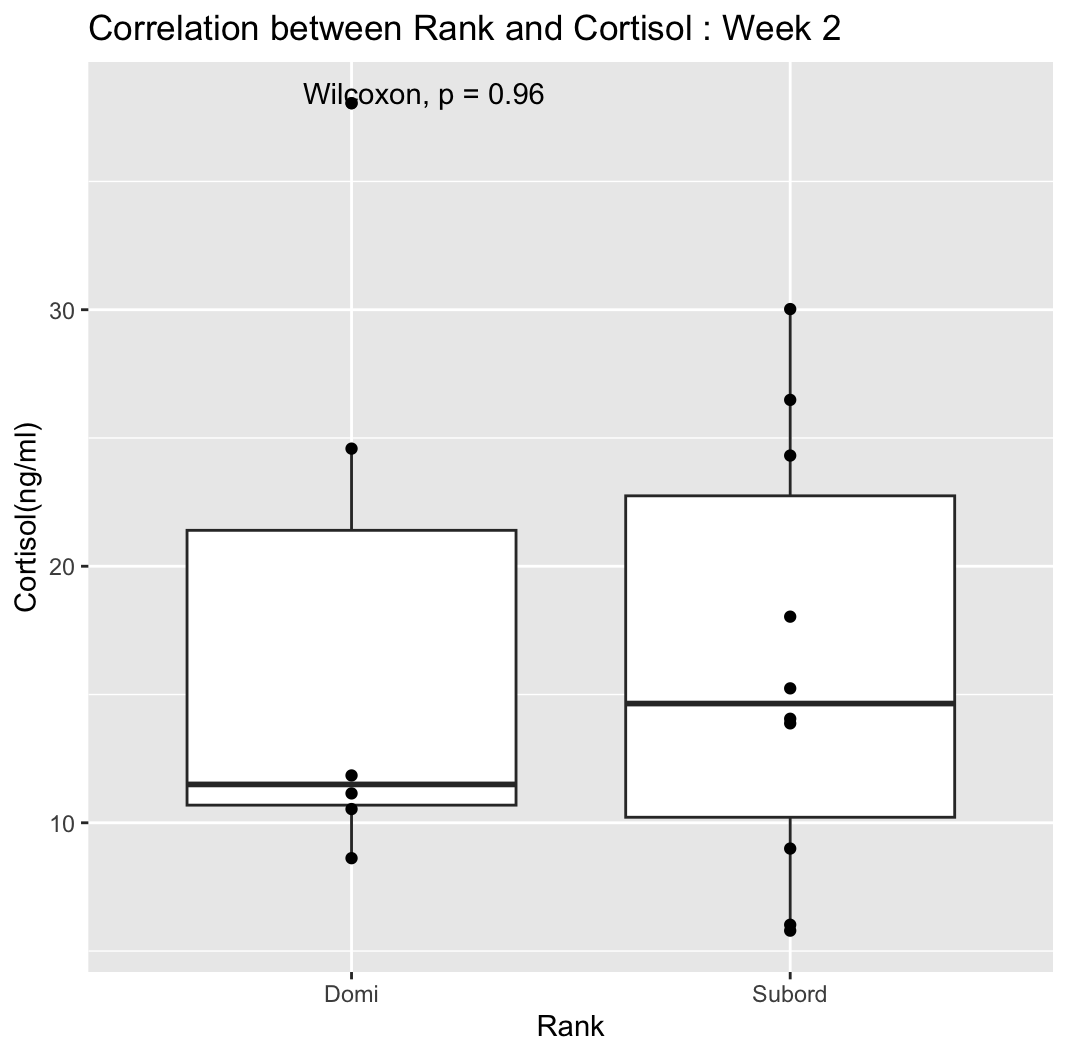 Correlation between Rank and Cortisol : Week 2
Wilcoxon, p = 0.96
Cortisol(ng/ml)
30
20
10
Domi
Subord
Rank